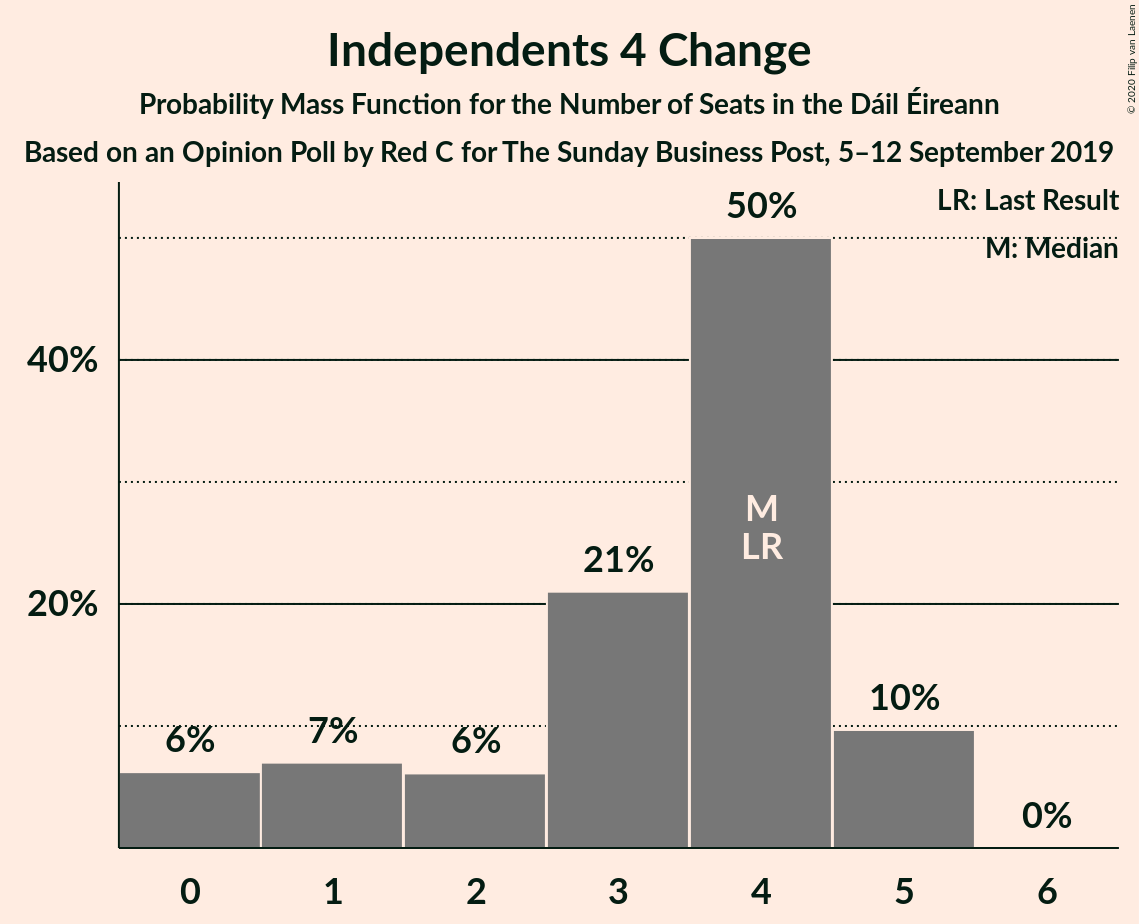 Independents 4 Change
Probability Mass Function for the Number of Seats in the Dáil Éireann
Based on an Opinion Poll by Red C for The Sunday Business Post, 5–12 September 2019
© 2020 Filip van Laenen
LR: Last Result
M: Median
50%
40%
M
LR
21%
20%
10%
6%
7%
6%
0%
0
1
2
3
4
5
6